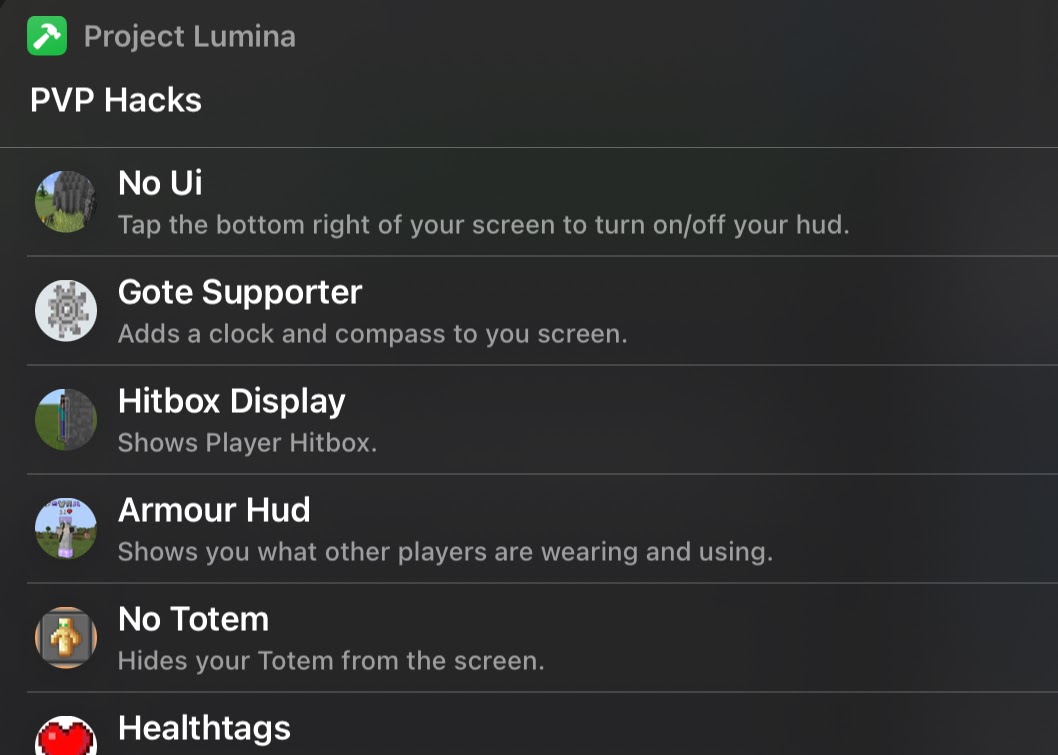 Project Lumina
PVP Hacks
No Ui
Tap the bottom right of your screen to turn on/off your hud.
Gote Supporter
Adds a clock and compass to you screen.
Hitbox Display
Shows Player Hitbox.
Armour Hud
Shows you what other players are wearing and using.
No Totem
Hides your Totem from the screen.
Healthtags